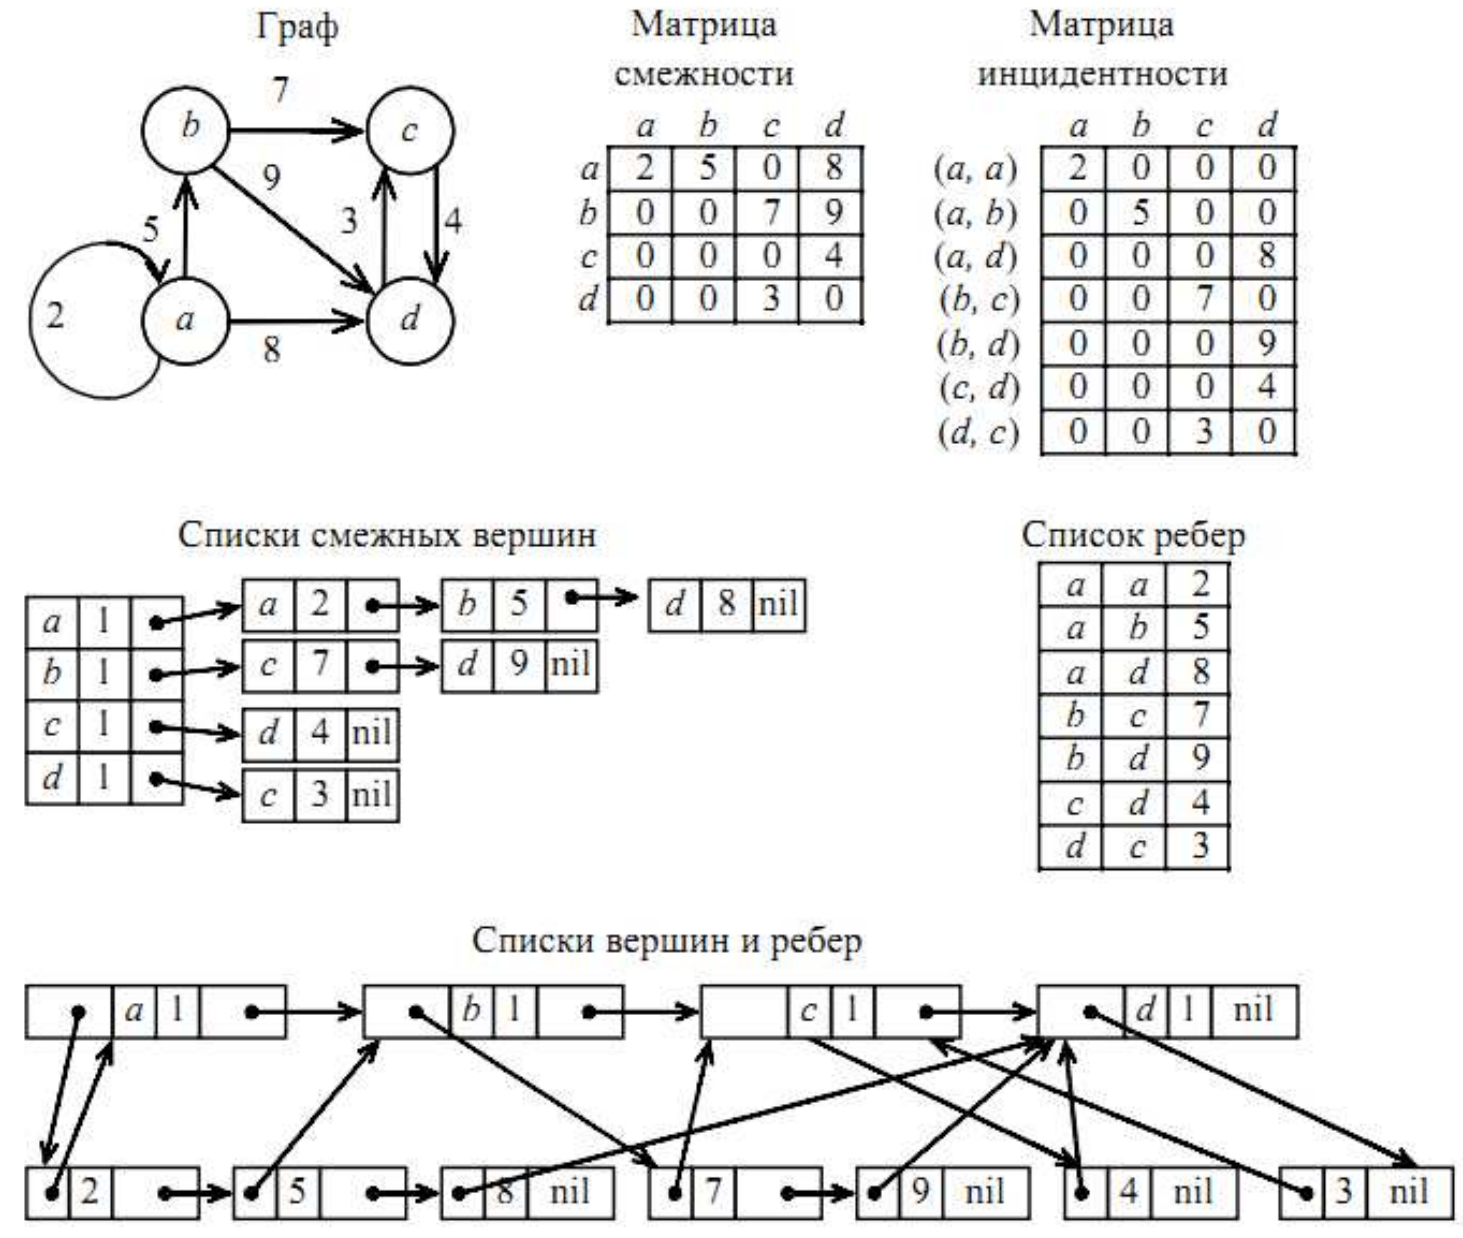 Граф
7
b
c
9
5
3
4
2
a
d
8
Матрица
смежности
a b c d
a 2 5 0 8
b 0 0 7 9
c 0 0 0 4
d 0 0 3 0
Матрица
инцидентности
a b c d
(a, a) 2 0 0 0
(a, b) 0 5 0 0
(a, d) 0 0 0 8
(b, c) 0 0 7 0
(b, d) 0 0 0 9
(c, d) 0 0 0 4
(d, c) 0 0 3 0
Списки смежных вершин
a 1 a 2 b 5 d 8 nil
b 1 c 7 d 9 nil
c 1 d 4 nil
d 1 c 3 nil
Список ребер
a a 2
a b 5
a d 8
b c 7
b d 9
c d 4
d c 3
Списки вершин и ребер
a 1 b 1 c 1 d 1 nil
2 5 8 nil 7 9 nil 4 nil 3 nil